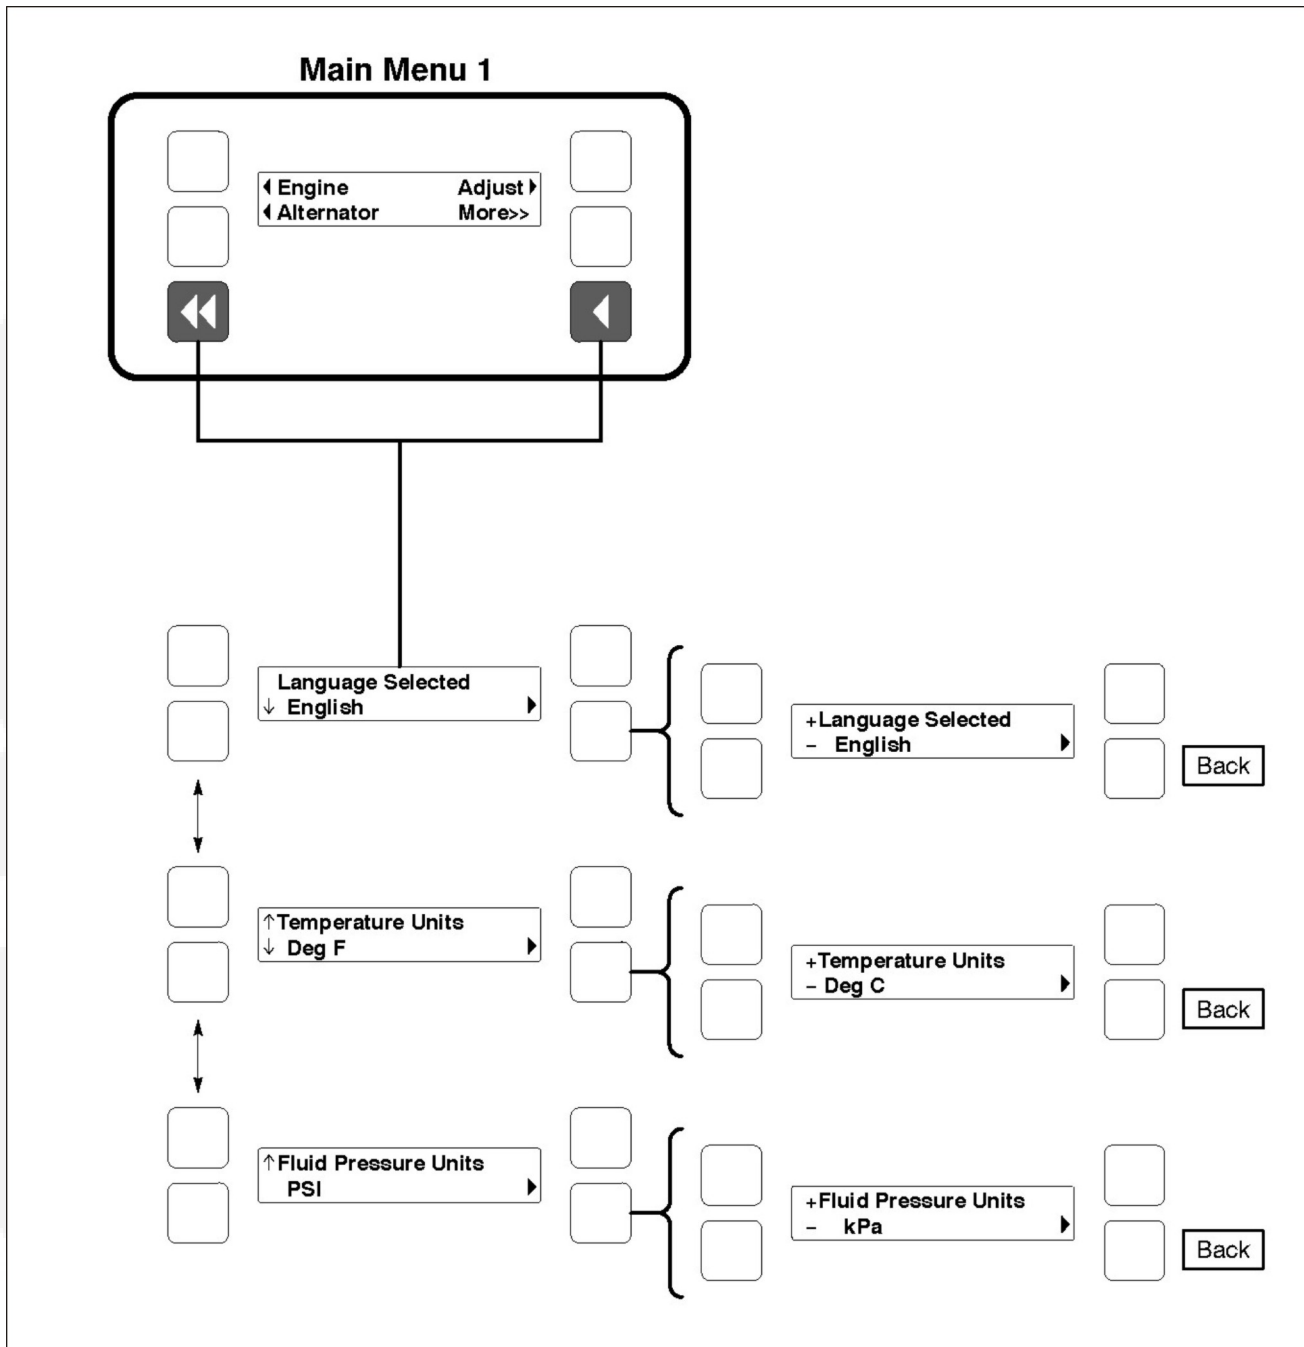 Main Menu 1
Engine Adjust
Alternator More>>
Language Selected
↓ English
+Language Selected
– English
Back
↑Temperature Units
↓ Deg F
+Temperature Units
– Deg C
Back
↑Fluid Pressure Units
PSI
+Fluid Pressure Units
– kPa
Back